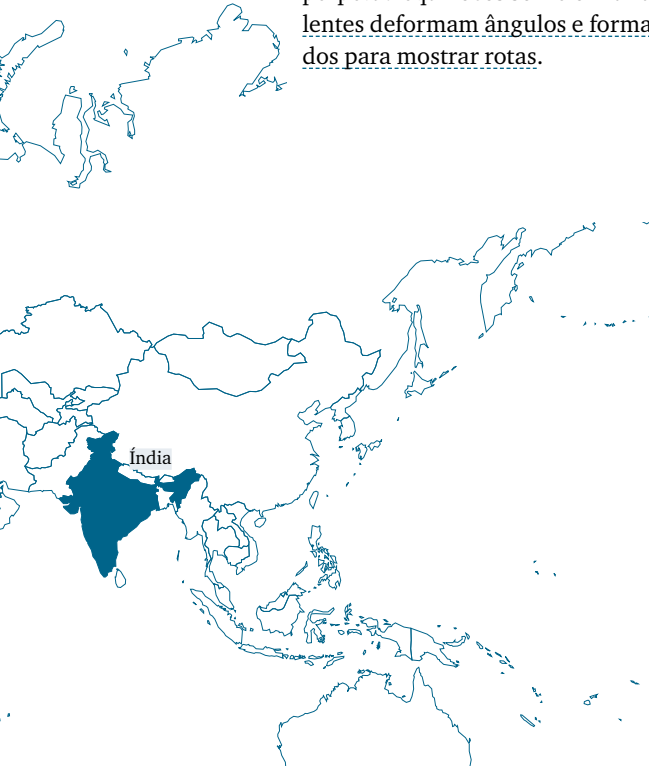 lentes deformam ângulos e forma
dos para mostrar rotas.
Índia